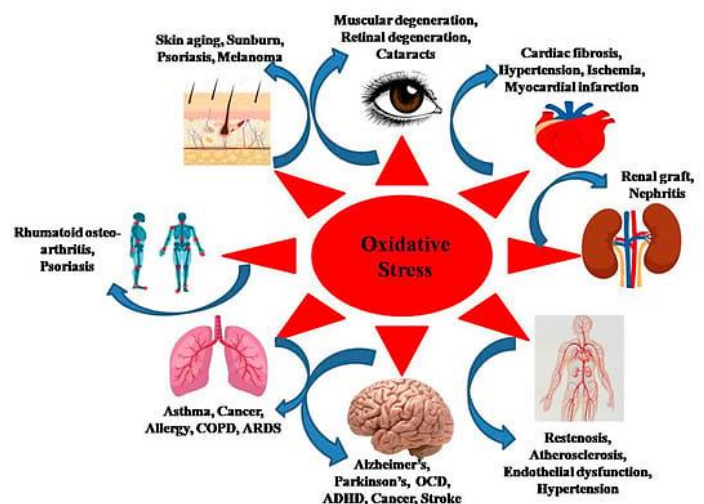 Muscular degeneration,
Retinal degeneration,
Cataracts
Skin aging, Sunburn,
Psoriasis, Melanoma
Cardiac fibrosis,
Hypertension, Ischemia,
Myocardial infarction
Renal graft,
Nephritis
Rhumatoid osteo-
arthritis,
Psoriasis
Oxidative
Stress
Asthma, Cancer,
Allergy, COPD, ARDS
Alzheimer's,
Parkinson's, OCD,
ADHD, Cancer, Stroke
Restenosis,
Atherosclerosis,
Endothelial dysfunction,
Hypertension